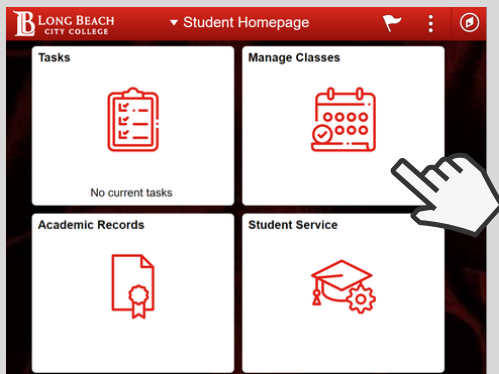 LONG BEACH
CITY COLLEGE
Student Homepage
Tasks
Manage Classes
No current tasks
Academic Records
Student Service